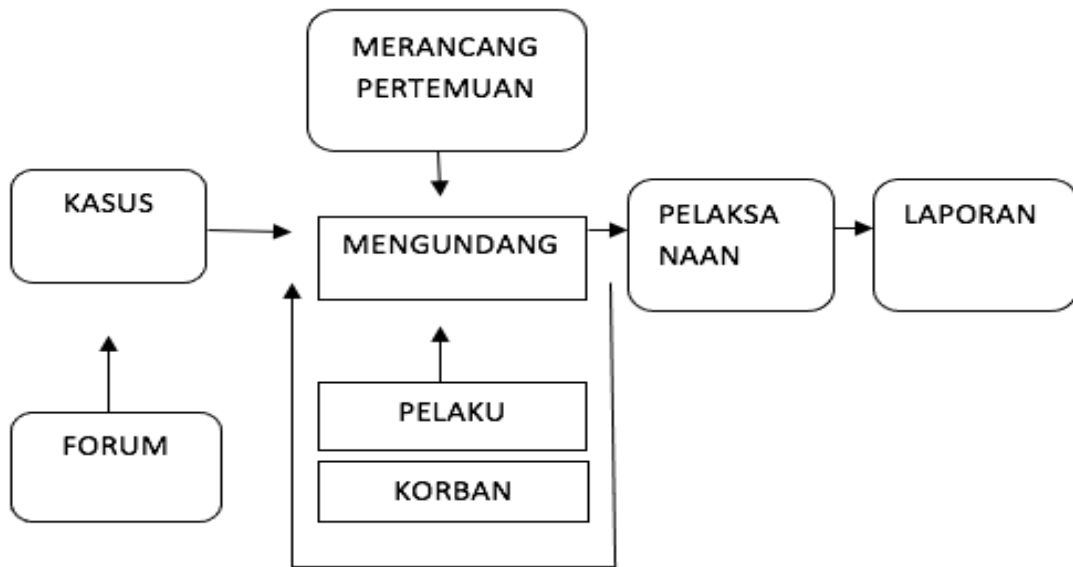 MERANCANG
PERTEMUAN
KASUS
MENGUNDANG
PELAKSA
NAAN
LAPORAN
FORUM
PELAKU
KORBAN